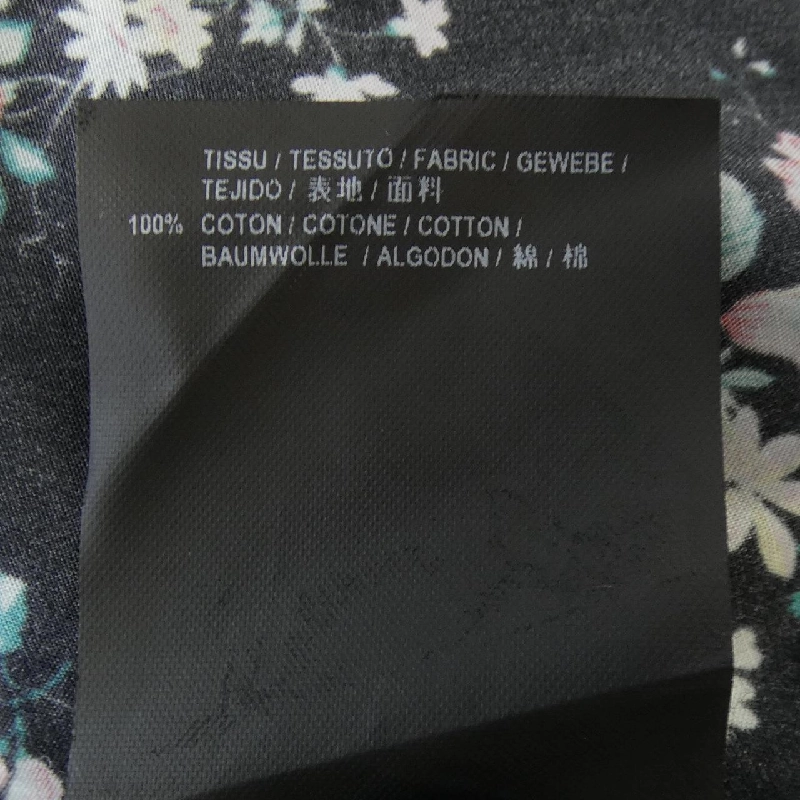 TISSU / TESSUTO / FABRIC / GEWEBE /
TEJIDO / 表地 / 面料
100% COTON / COTONE / COTTON /
BAUMWOLLE / ALGODON / 綿 / 棉